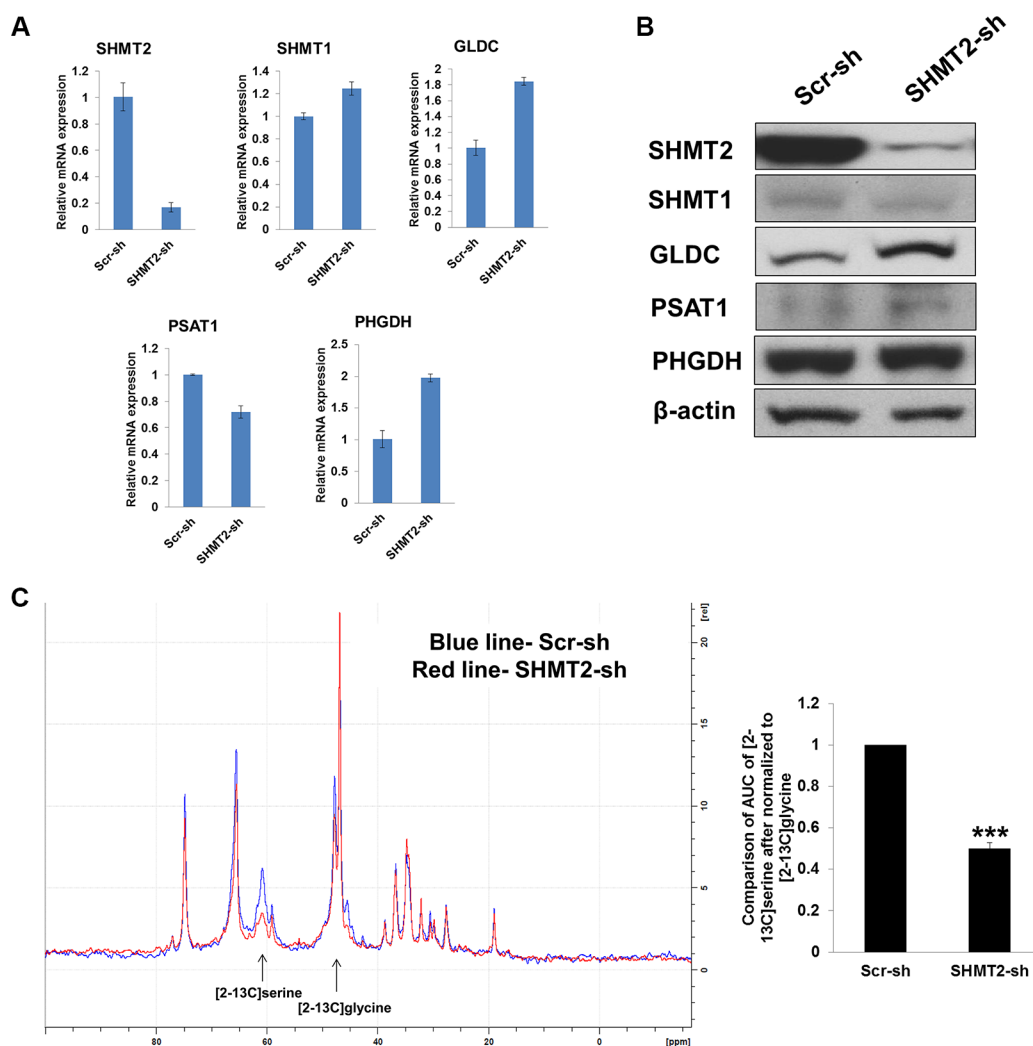 A
SHMT2
Relative mRNA expression
1.2
1
0.8
0.6
0.4
0.2
0
Scr-sh
SHMT2-sh
SHMT1
Relative mRNA expression
1.4
1.2
1
0.8
0.6
0.4
0.2
0
Scr-sh
SHMT2-sh
GLDC
Relative mRNA expression
2
1.8
1.6
1.4
1.2
1
0.8
0.6
0.4
0.2
0
Scr-sh
SHMT2-sh
PSAT1
Relative mRNA expression
1.2
1
0.8
0.6
0.4
0.2
0
Scr-sh
SHMT2-sh
PHGDH
Relative mRNA expression
2.5
2
1.5
1
0.5
0
Scr-sh
SHMT2-sh
B
Scr-sh
SHMT2-sh
SHMT2
SHMT1
GLDC
PSAT1
PHGDH
β-actin
C
Blue line- Scr-sh
Red line- SHMT2-sh
[rel]
20
15
10
5
0
[2-13C]serine
[2-13C]glycine
80
60
40
20
0
[ppm]
Comparison of AUC of [2-
13C]serine after normalized to
[2-13C]glycine
1.2
1
0.8
0.6
0.4
0.2
0
***
Scr-sh
SHMT2-sh